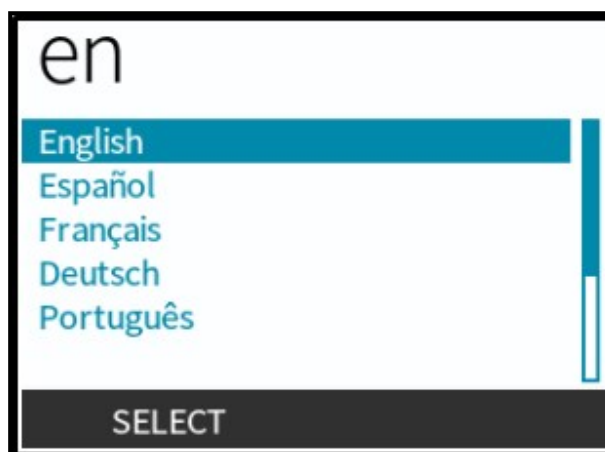 en
English
Español
Français
Deutsch
Português
SELECT